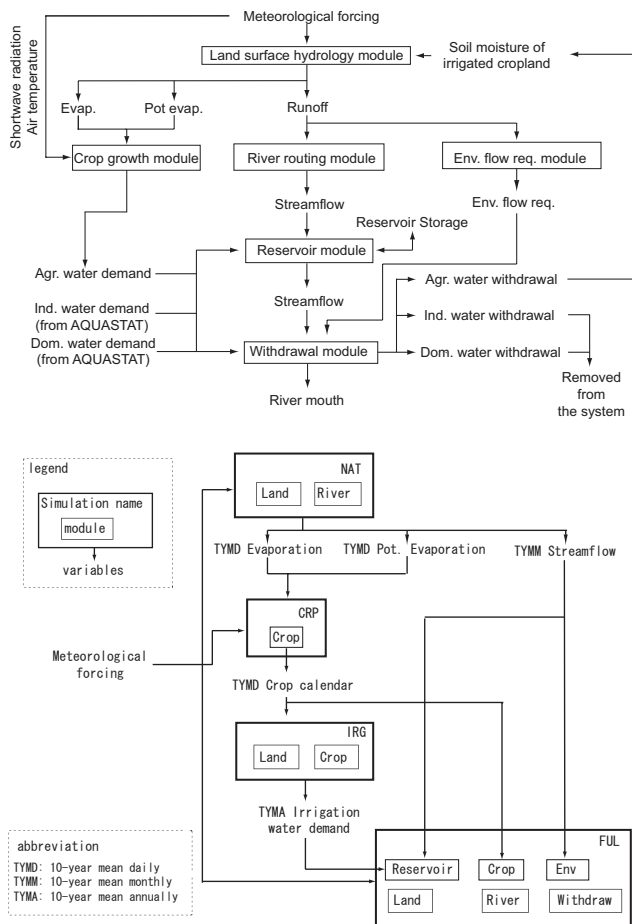 Meteorological forcing
Land surface hydrology module
Soil moisture of
irrigated cropland
Shortwave radiation
Air temperature
Evap.
Pot evap.
Runoff
Crop growth module
River routing module
Env. flow req. module
Streamflow
Env. flow req.
Reservoir Storage
Reservoir module
Agr. water demand
Agr. water withdrawal
Streamflow
Ind. water demand
(from AQUASTAT)
Ind. water withdrawal
Dom. water demand
(from AQUASTAT)
Withdrawal module
Dom. water withdrawal
River mouth
Removed
from
the system
legend
Simulation name
module
variables
NAT
Land
River
TYMD Evaporation
TYMD Pot. Evaporation
TYMM Streamflow
CRP
Crop
Meteorological
forcing
TYMD Crop calendar
IRG
Land
Crop
TYMA Irrigation
water demand
abbreviation
TYMD: 10-year mean daily
TYMM: 10-year mean monthly
TYMA: 10-year mean annually
FUL
Reservoir
Crop
Env
Land
River
Withdraw